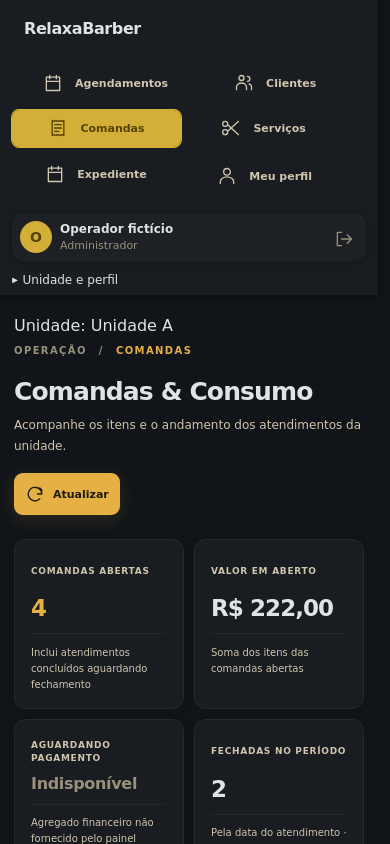 RelaxaBarber
Agendamentos
Clientes
Comandas
Serviços
Expediente
Meu perfil
O
Operador fictício
Administrador
▸ Unidade e perfil
Unidade: Unidade A
OPERAÇÃO / COMANDAS
Comandas & Consumo
Acompanhe os itens e o andamento dos atendimentos da
unidade.
Atualizar
COMANDAS ABERTAS
4
Inclui atendimentos
concluídos aguardando
fechamento
VALOR EM ABERTO
R$ 222,00
Soma dos itens das
comandas abertas
AGUARDANDO
PAGAMENTO
Indisponível
Agregado financeiro não
fornecido pelo painel
FECHADAS NO PERÍODO
2
Pela data do atendimento ·